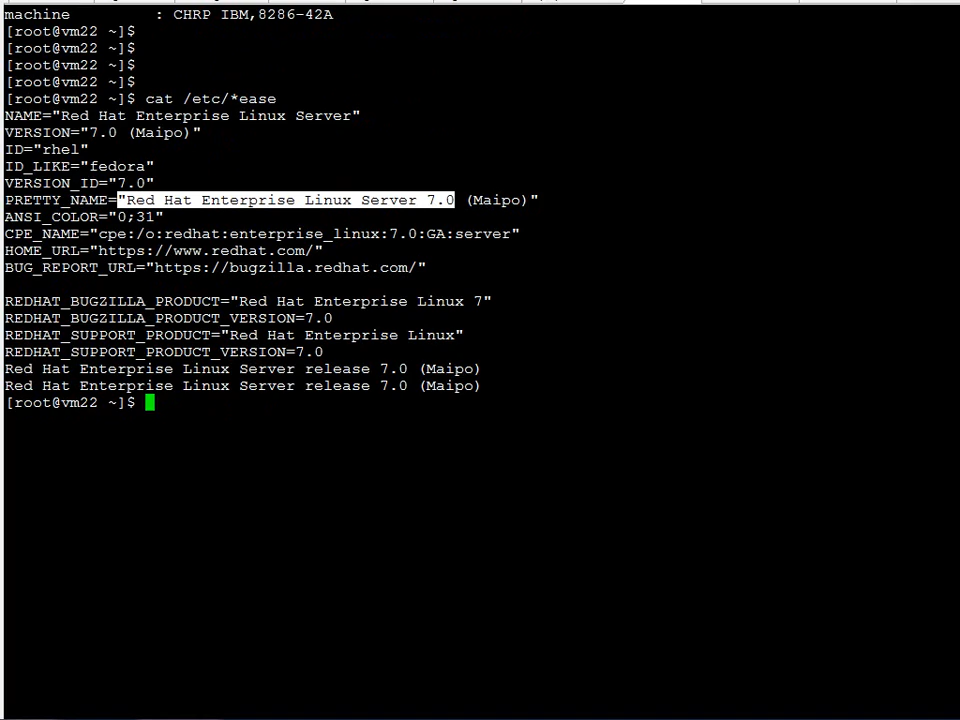 machine         : CHRP IBM,8286-42A
[root@vm22 ~]$
[root@vm22 ~]$
[root@vm22 ~]$
[root@vm22 ~]$
[root@vm22 ~]$ cat /etc/*ease
NAME="Red Hat Enterprise Linux Server"
VERSION="7.0 (Maipo)"
ID="rhel"
ID_LIKE="fedora"
VERSION_ID="7.0"
PRETTY_NAME="Red Hat Enterprise Linux Server 7.0 (Maipo)"
ANSI_COLOR="0;31"
CPE_NAME="cpe:/o:redhat:enterprise_linux:7.0:GA:server"
HOME_URL="https://www.redhat.com/"
BUG_REPORT_URL="https://bugzilla.redhat.com/"

REDHAT_BUGZILLA_PRODUCT="Red Hat Enterprise Linux 7"
REDHAT_BUGZILLA_PRODUCT_VERSION=7.0
REDHAT_SUPPORT_PRODUCT="Red Hat Enterprise Linux"
REDHAT_SUPPORT_PRODUCT_VERSION=7.0
Red Hat Enterprise Linux Server release 7.0 (Maipo)
Red Hat Enterprise Linux Server release 7.0 (Maipo)
[root@vm22 ~]$